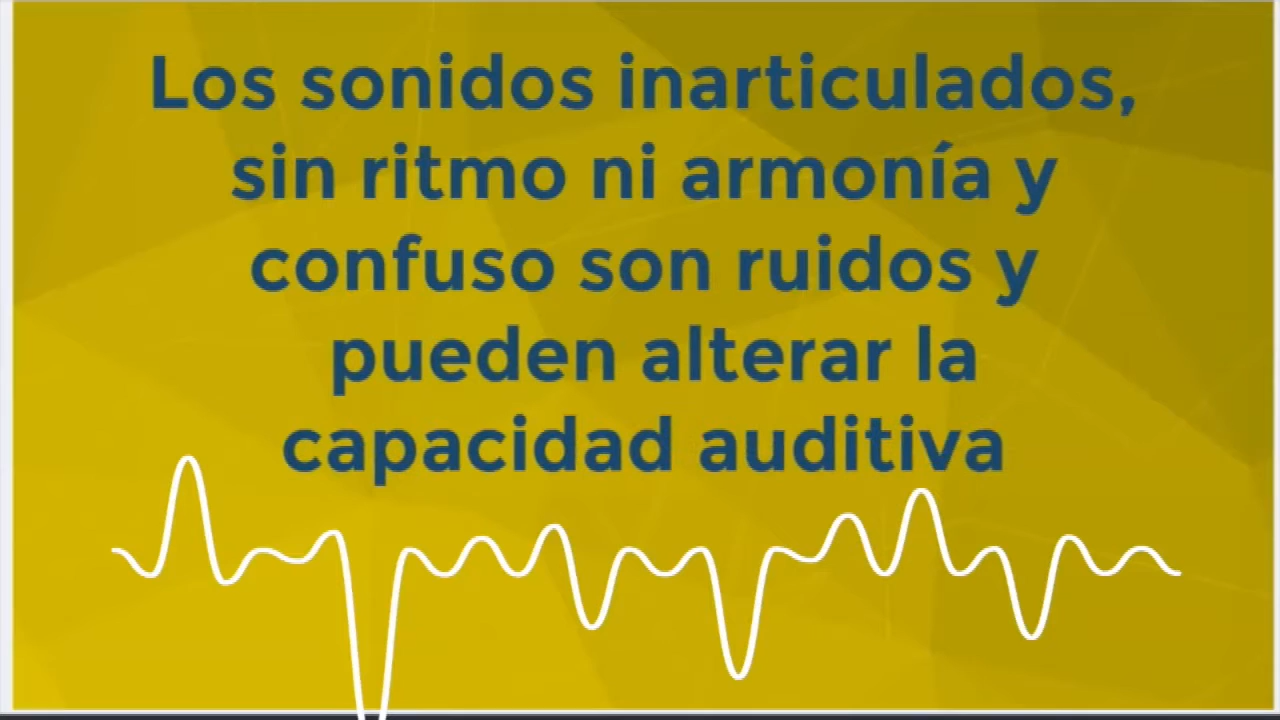 Los sonidos inarticulados,
sin ritmo ni armonía y
confuso son ruidos y
pueden alterar la
capacidad auditiva